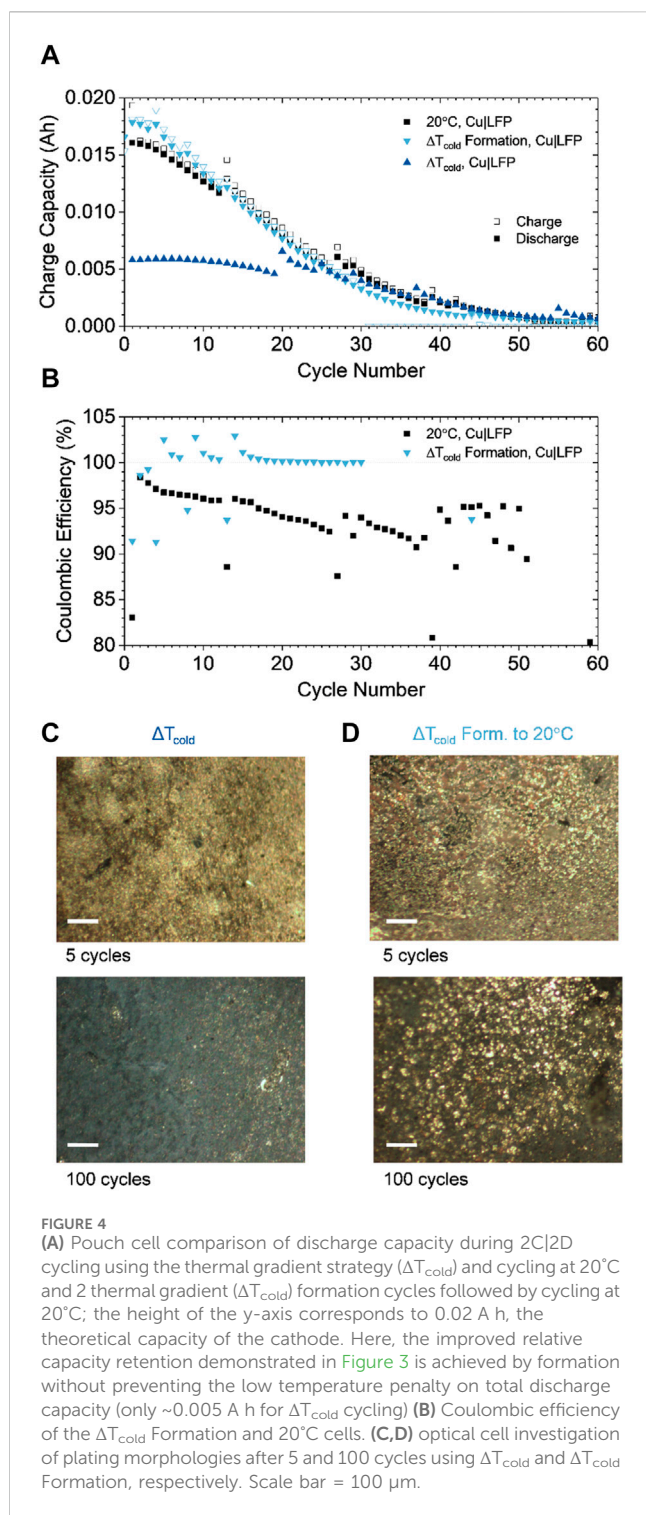 A
0.020
0.015
0.010
0.005
0.000
Charge Capacity (Ah)
20°C, Cu|LFP
ΔTcold Formation, Cu|LFP
ΔTcold, Cu|LFP
Charge
Discharge
0 10 20 30 40 50 60
Cycle Number
B
105
100
95
90
85
80
Coulombic Efficiency (%)
20°C, Cu|LFP
ΔTcold Formation, Cu|LFP
0 10 20 30 40 50 60
Cycle Number
C ΔTcold
5 cycles
100 cycles
D ΔTcold Form. to 20°C
5 cycles
100 cycles
FIGURE 4
(A) Pouch cell comparison of discharge capacity during 2C|2D
cycling using the thermal gradient strategy (ΔTcold) and cycling at 20°C
and 2 thermal gradient (ΔTcold) formation cycles followed by cycling at
20°C; the height of the y-axis corresponds to 0.02 A h, the
theoretical capacity of the cathode. Here, the improved relative
capacity retention demonstrated in Figure 3 is achieved by formation
without preventing the low temperature penalty on total discharge
capacity (only ~0.005 A h for ΔTcold cycling) (B) Coulombic efficiency
of the ΔTcold Formation and 20°C cells. (C,D) optical cell investigation
of plating morphologies after 5 and 100 cycles using ΔTcold and ΔTcold
Formation, respectively. Scale bar = 100 μm.